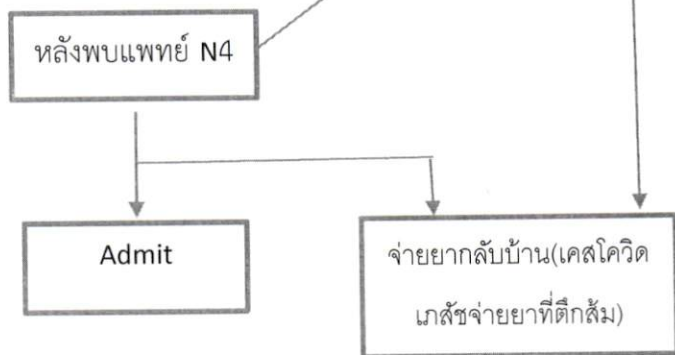 หลังพบแพทย์ N4
Admit
จ่ายยากลับบ้าน(เคสโควิด
เภสัชจ่ายยาที่ตึกส้ม)